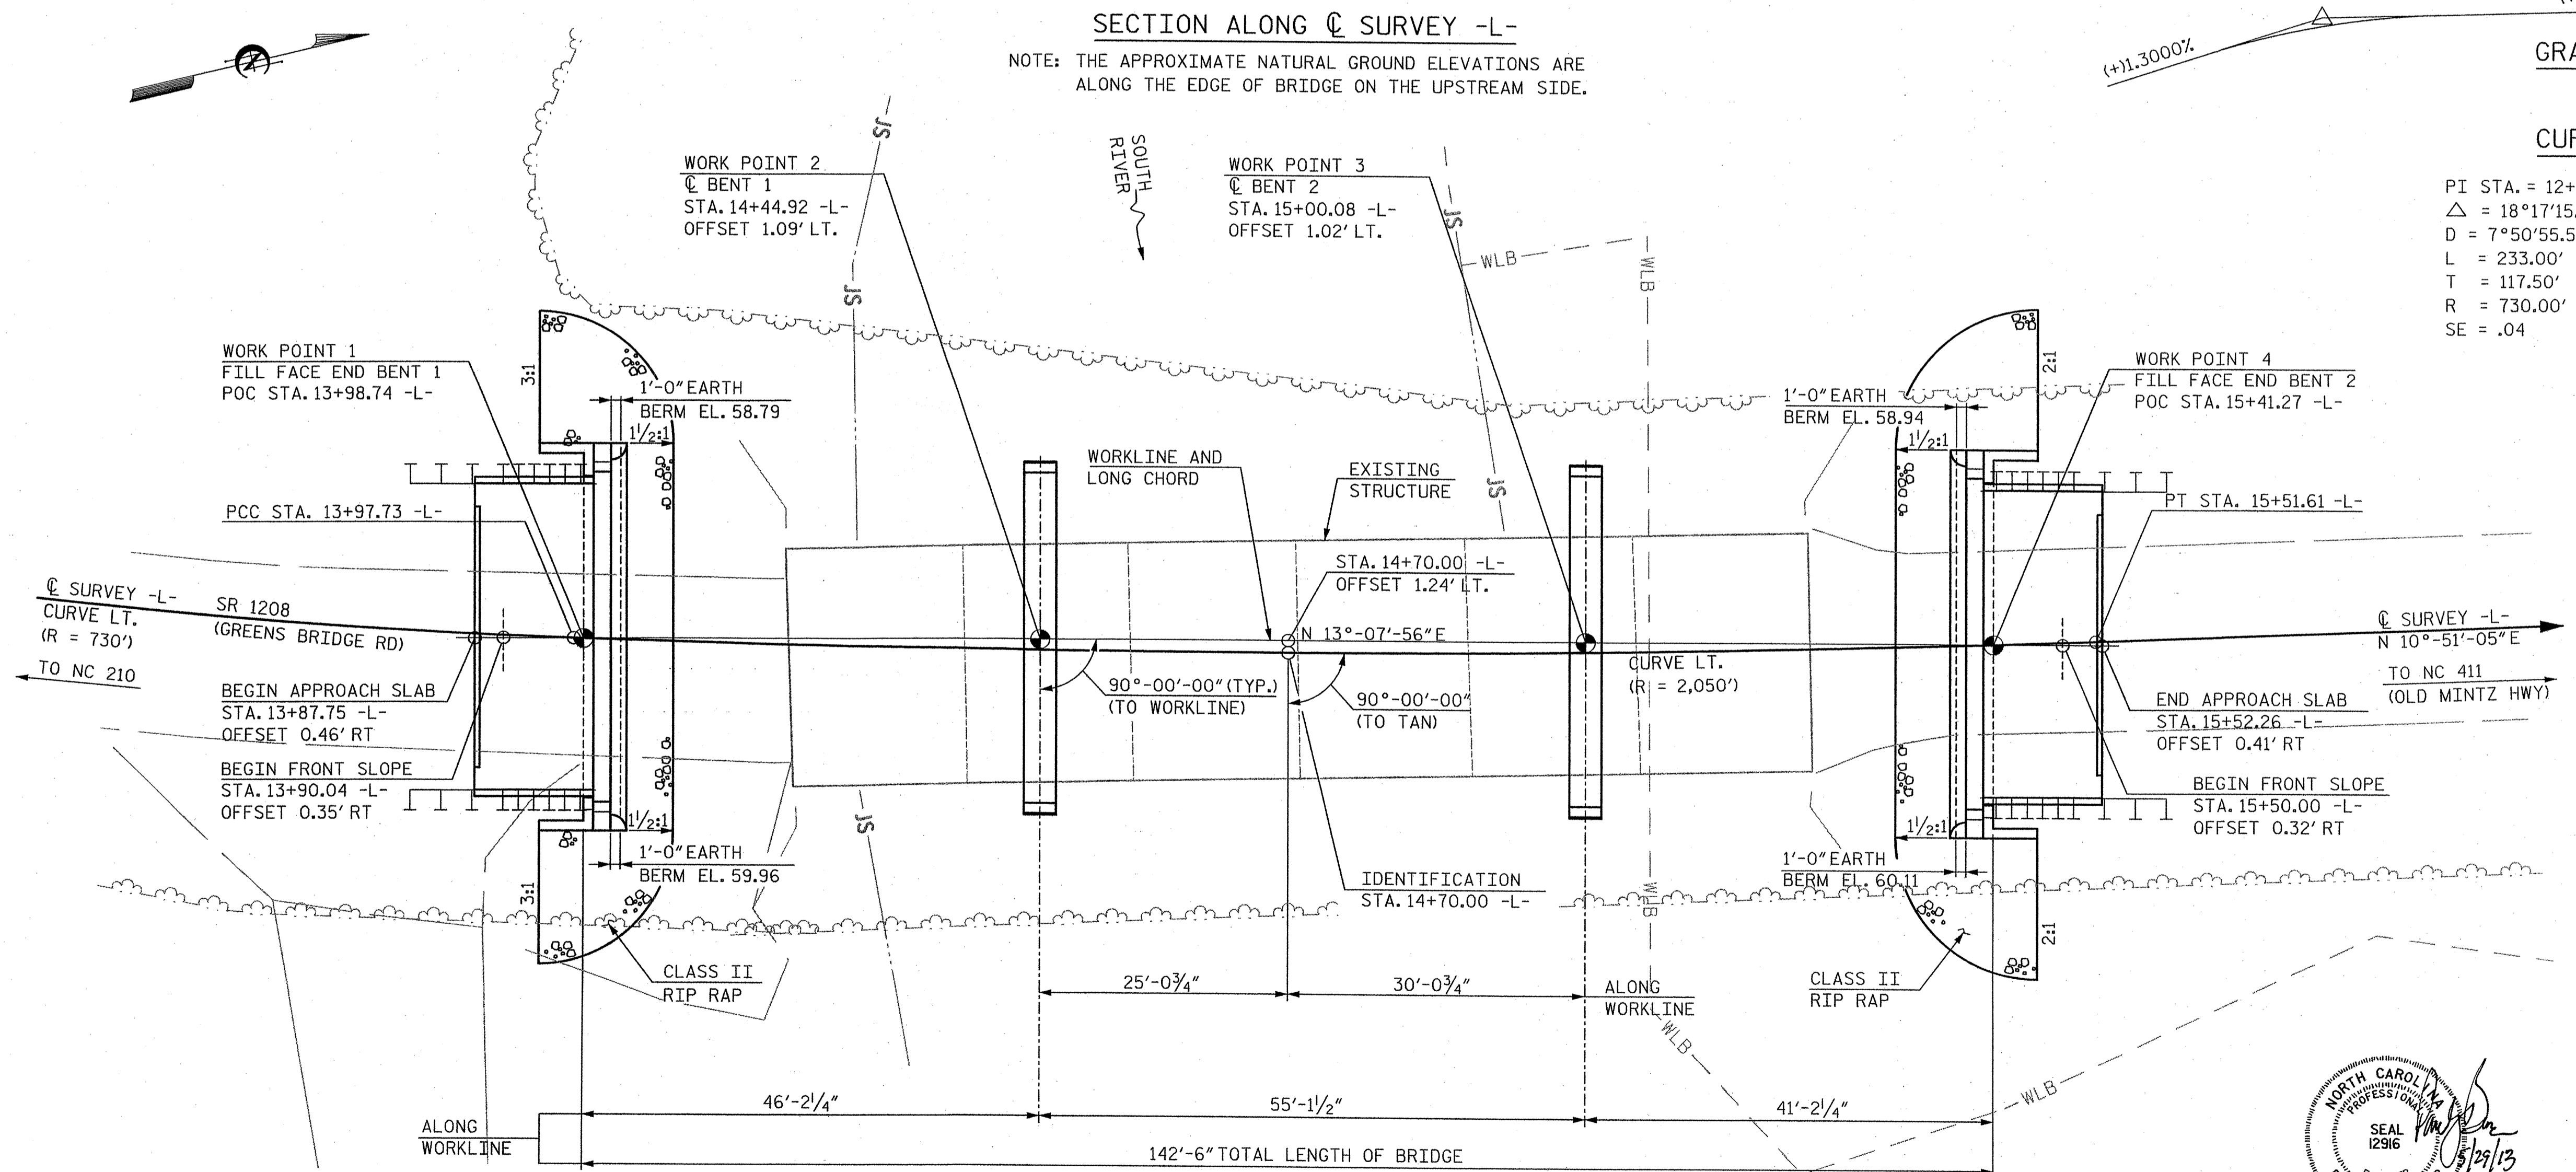 SECTION ALONG ℄ SURVEY -L-
NOTE: THE APPROXIMATE NATURAL GROUND ELEVATIONS ARE
ALONG THE EDGE OF BRIDGE ON THE UPSTREAM SIDE.
(+)1.3000%
GRA
CUR
PI STA. = 12+
△ = 18°17'15.
D = 7°50'55.5
L = 233.00'
T = 117.50'
R = 730.00'
SE = .04
SOUTH
RIVER
WORK POINT 2
℄ BENT 1
STA. 14+44.92 -L-
OFFSET 1.09' LT.
WORK POINT 3
℄ BENT 2
STA. 15+00.08 -L-
OFFSET 1.02' LT.
JS
JS
JS
JS
JS
WLB
WLB
WORK POINT 1
FILL FACE END BENT 1
POC STA. 13+98.74 -L-
3:1
1'-0" EARTH
BERM EL. 58.79
1½:1
1'-0" EARTH
BERM EL. 58.94
1½:1
2:1
WORK POINT 4
FILL FACE END BENT 2
POC STA. 15+41.27 -L-
PCC STA. 13+97.73 -L-
WORKLINE AND
LONG CHORD
EXISTING
STRUCTURE
PT STA. 15+51.61 -L-
STA. 14+70.00 -L-
OFFSET 1.24' LT.
N 13°-07'-56" E
℄ SURVEY -L-
CURVE LT.
(R = 730')
SR 1208
(GREENS BRIDGE RD)
TO NC 210
CURVE LT.
(R = 2,050')
℄ SURVEY -L-
N 10°-51'-05" E
TO NC 411
(OLD MINTZ HWY)
90°-00'-00" (TYP.)
(TO WORKLINE)
90°-00'-00"
(TO TAN)
BEGIN APPROACH SLAB
STA. 13+87.75 -L-
OFFSET 0.46' RT
BEGIN FRONT SLOPE
STA. 13+90.04 -L-
OFFSET 0.35' RT
END APPROACH SLAB
STA. 15+52.26 -L-
OFFSET 0.41' RT
BEGIN FRONT SLOPE
STA. 15+50.00 -L-
OFFSET 0.32' RT
1½:1
1'-0" EARTH
BERM EL. 59.96
3:1
1½:1
1'-0" EARTH
BERM EL. 60.11
2:1
IDENTIFICATION
STA. 14+70.00 -L-
WLB
CLASS II
RIP RAP
25'-0¾"
30'-0¾"
ALONG
WORKLINE
CLASS II
RIP RAP
WLB
WLB
46'-2¼"
55'-1½"
41'-2¼"
ALONG
WORKLINE
142'-6" TOTAL LENGTH OF BRIDGE
NORTH CAROLINA
PROFESSIONAL
SEAL
12916
5/29/13